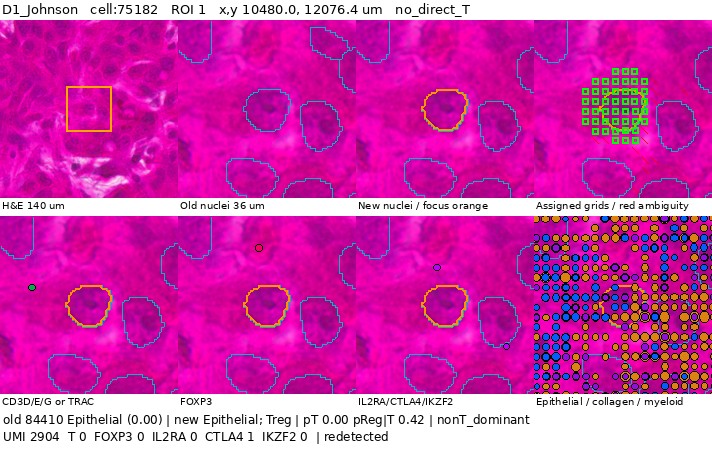 D1_Johnson cell:75182 ROI 1 x,y 10480.0, 12076.4 um no_direct_T
H&E 140 um
Old nuclei 36 um
New nuclei / focus orange
Assigned grids / red ambiguity
CD3D/E/G or TRAC
FOXP3
IL2RA/CTLA4/IKZF2
Epithelial / collagen / myeloid
old 84410 Epithelial (0.00) | new Epithelial; Treg | pT 0.00 pReg|T 0.42 | nonT_dominant
UMI 2904 T 0 FOXP3 0 IL2RA 0 CTLA4 1 IKZF2 0 | redetected